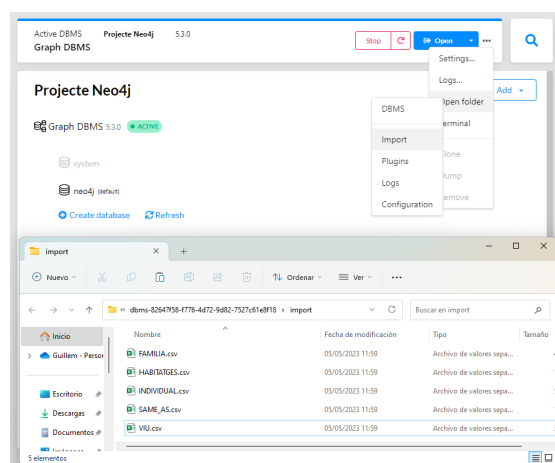 Active DBMS Projecte Neo4j 5.3.0
Graph DBMS
Stop
Open
Settings...
Logs...
Open folder
Add
Terminal
Clone
Dump
Remove
DBMS
Import
Plugins
Logs
Configuration
Projecte Neo4j
Graph DBMS 5.3.0 ACTIVE
system
neo4j (default)
Create database Refresh
import
Nuevo Ordenar Ver
« dbms-82647f58-f776-4d72-9d82-7527c61e8f18 › import Buscar en import
Inicio
Guillem - Person
Escritorio
Descargas
Documentos
Nombre Fecha de modificación Tipo Tamaño
FAMILIA.csv 05/05/2023 11:59 Archivo de valores sepa...
HABITATGES.csv 05/05/2023 11:59 Archivo de valores sepa...
INDIVIDUAL.csv 05/05/2023 11:59 Archivo de valores sepa...
SAME_AS.csv 05/05/2023 11:59 Archivo de valores sepa...
VIU.csv 05/05/2023 11:59 Archivo de valores sepa...
5 elementos